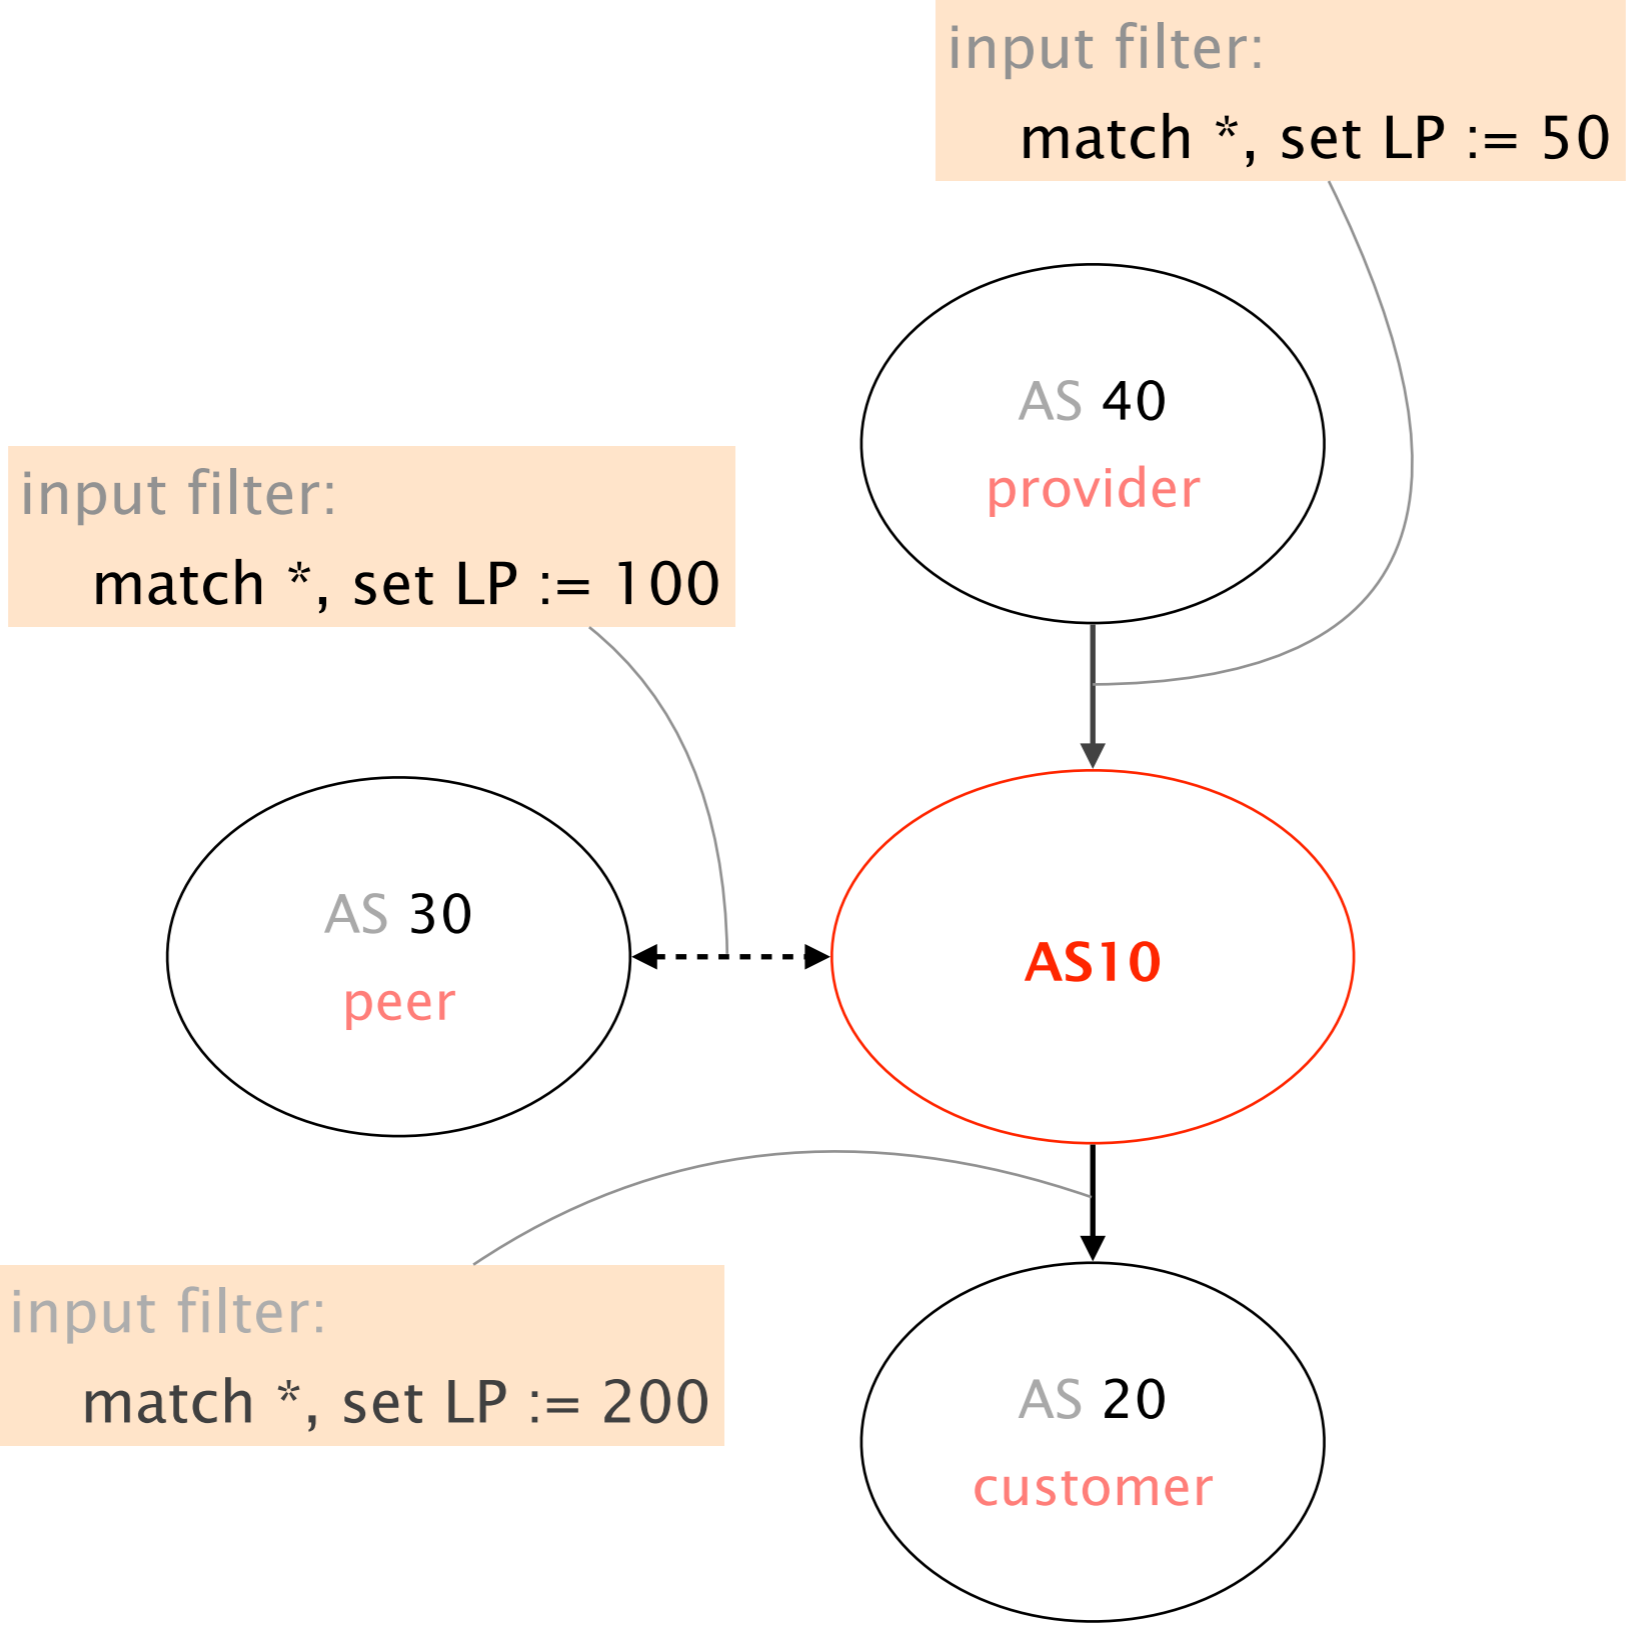 input filter:
match *, set LP := 50
AS 40
provider
input filter:
match *, set LP := 100
AS 30
peer
AS10
input filter:
match *, set LP := 200
AS 20
customer